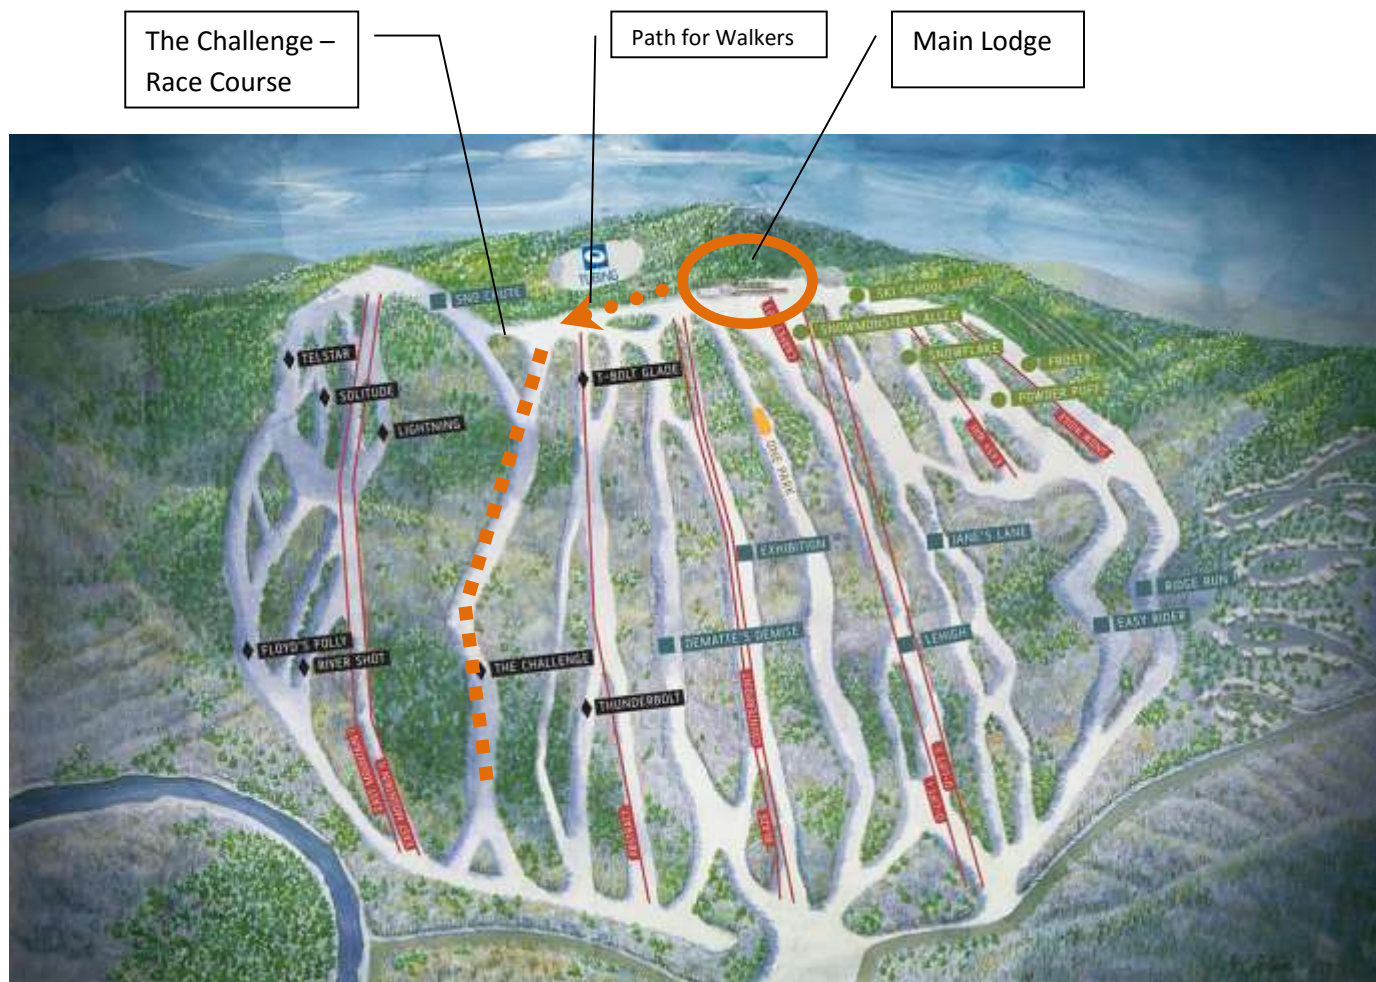 The Challenge –
Race Course
Path for Walkers
Main Lodge
TUBING
SNO CHUTE
SKI SCHOOL SLOPE
SNOWMONSTERS' ALLEY
SNOWFLAKE
FROSTY
POWDER PUFF
TELSTAR
SOLITUDE
LIGHTNING
T-BOLT GLADE
EXHIBITION
JANE'S LANE
RIDGE RUN
EASY RIDER
DEMATTE'S DEMISE
LEHIGH
FLOYD'S FOLLY
RIVER SHOT
THE CHALLENGE
THUNDERBOLT
EAST MOUNTAIN